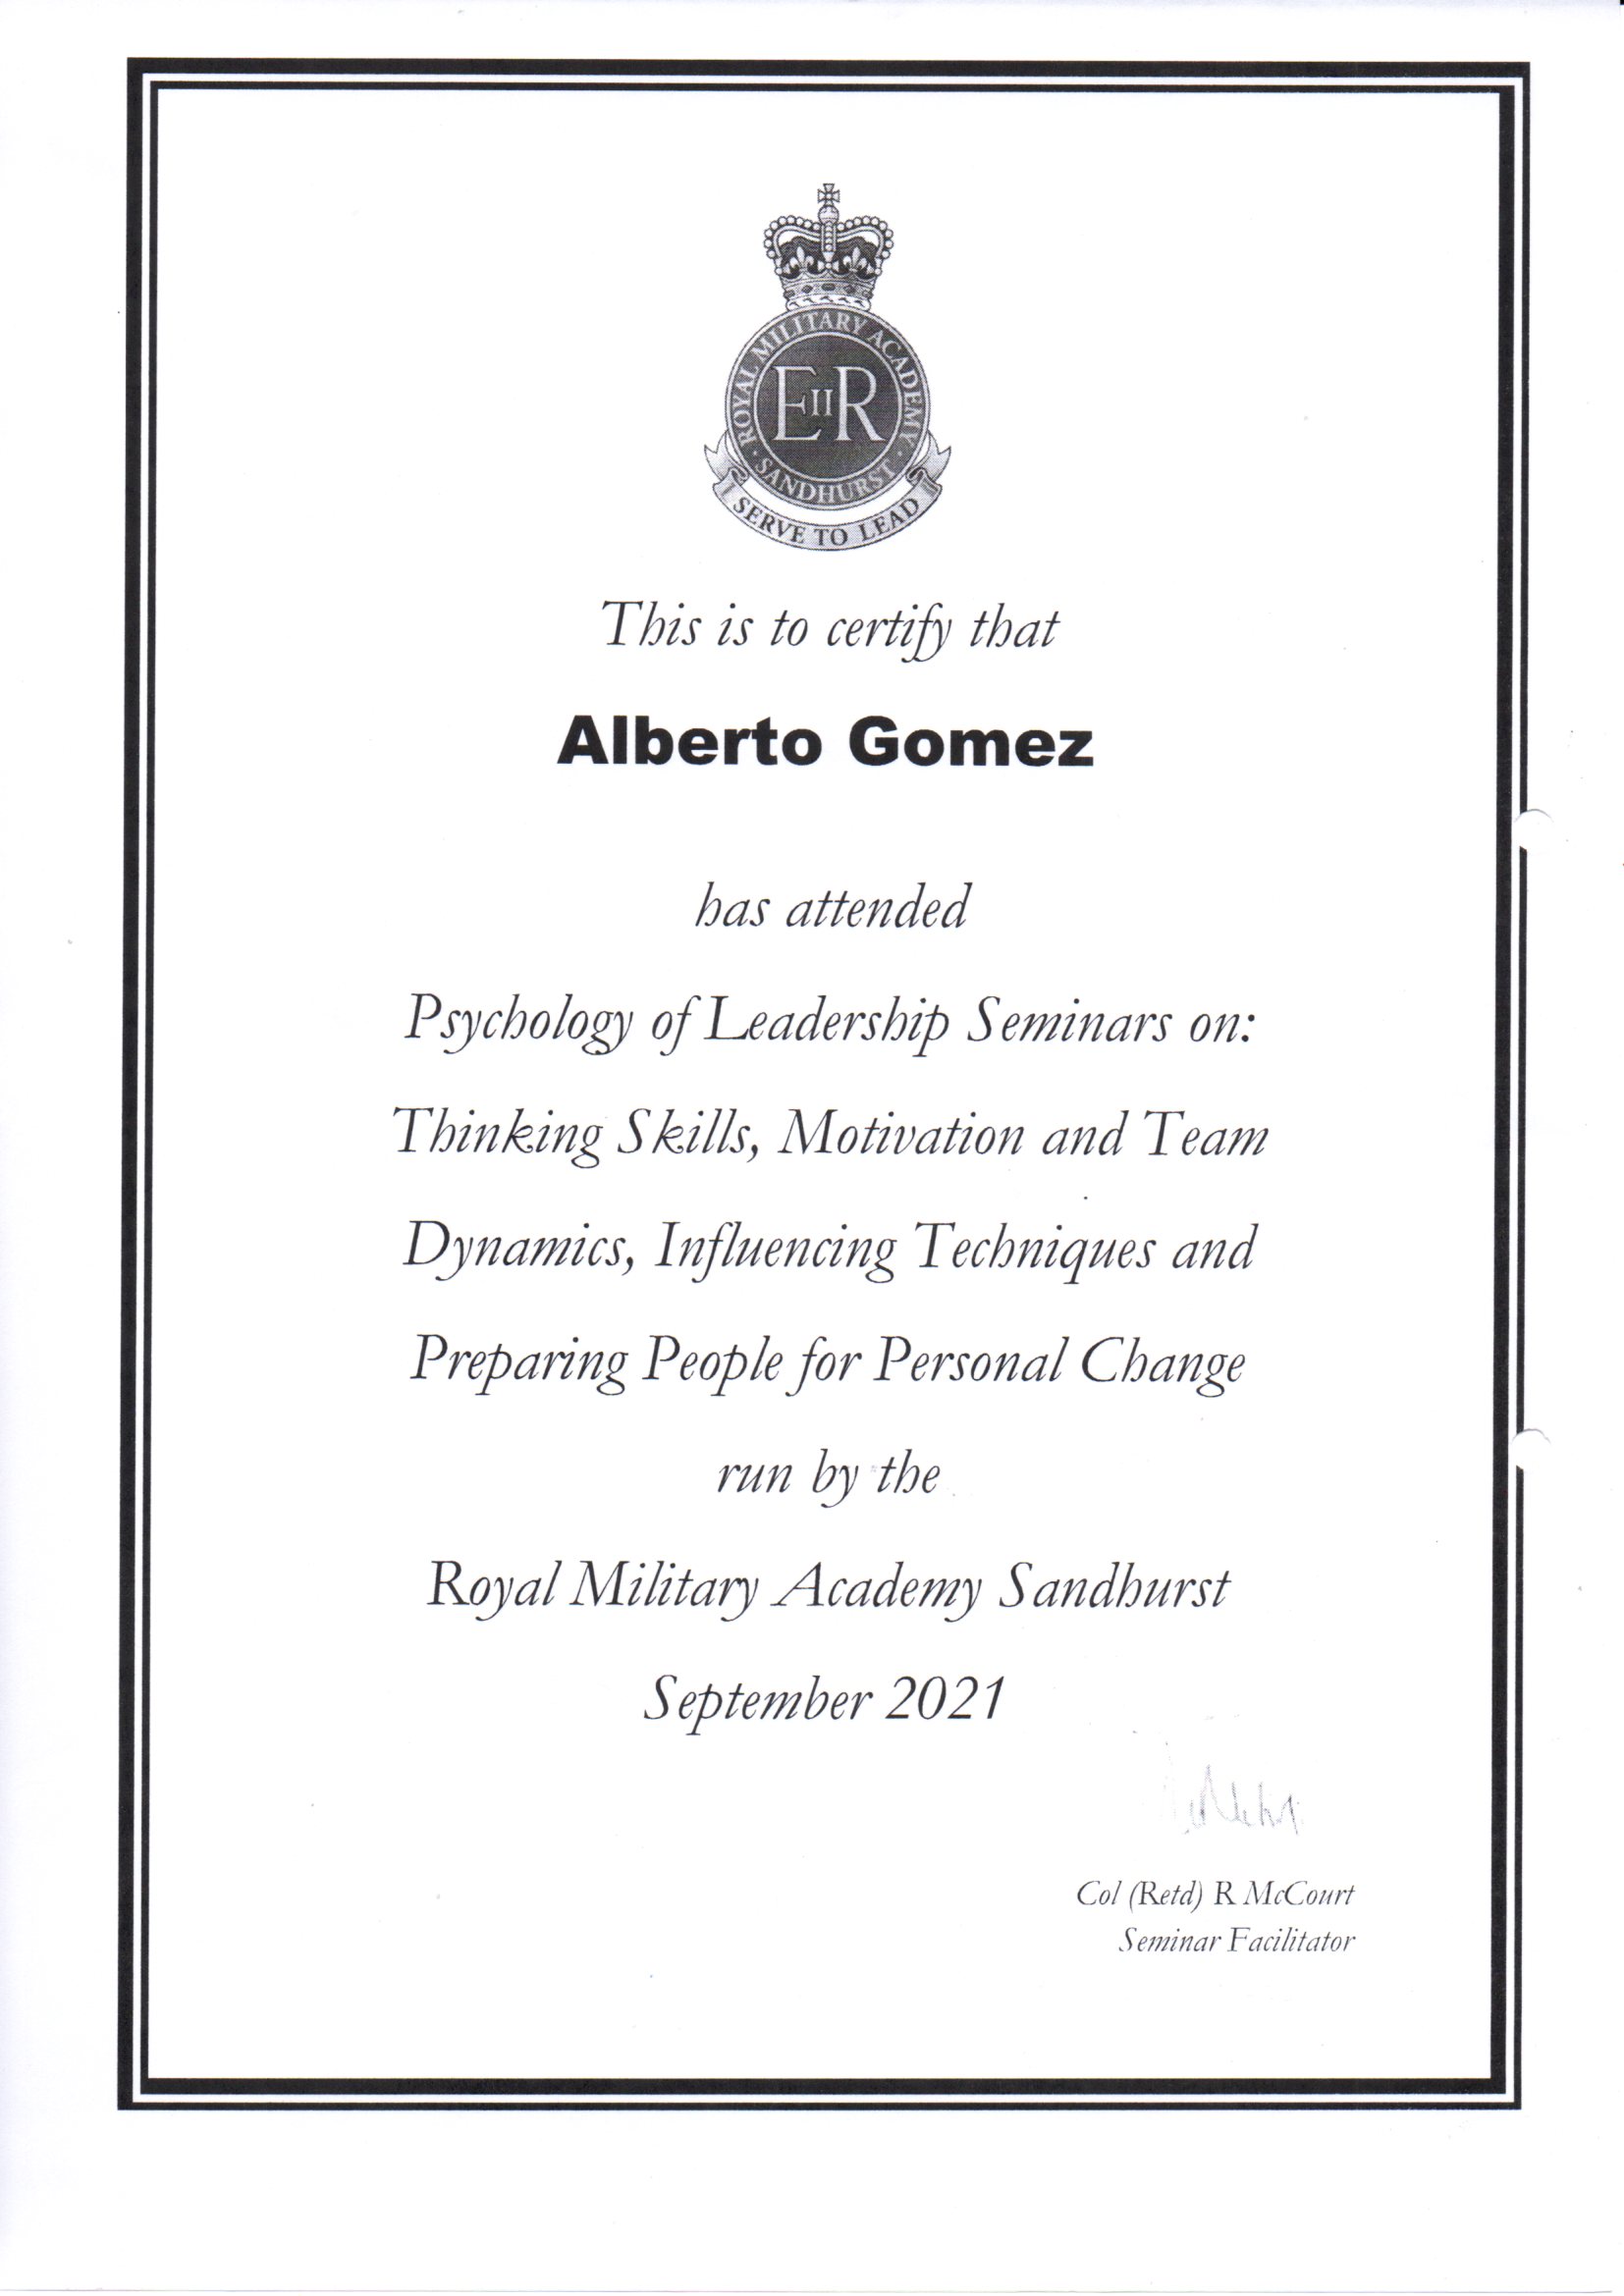 ROYAL MILITARY ACADEMY
SANDHURST
EIIR
SERVE TO LEAD
This is to certify that
Alberto Gomez
has attended
Psychology of Leadership Seminars on:
Thinking Skills, Motivation and Team
Dynamics, Influencing Techniques and
Preparing People for Personal Change
run by the
Royal Military Academy Sandhurst
September 2021
Col (Retd) R McCourt
Seminar Facilitator